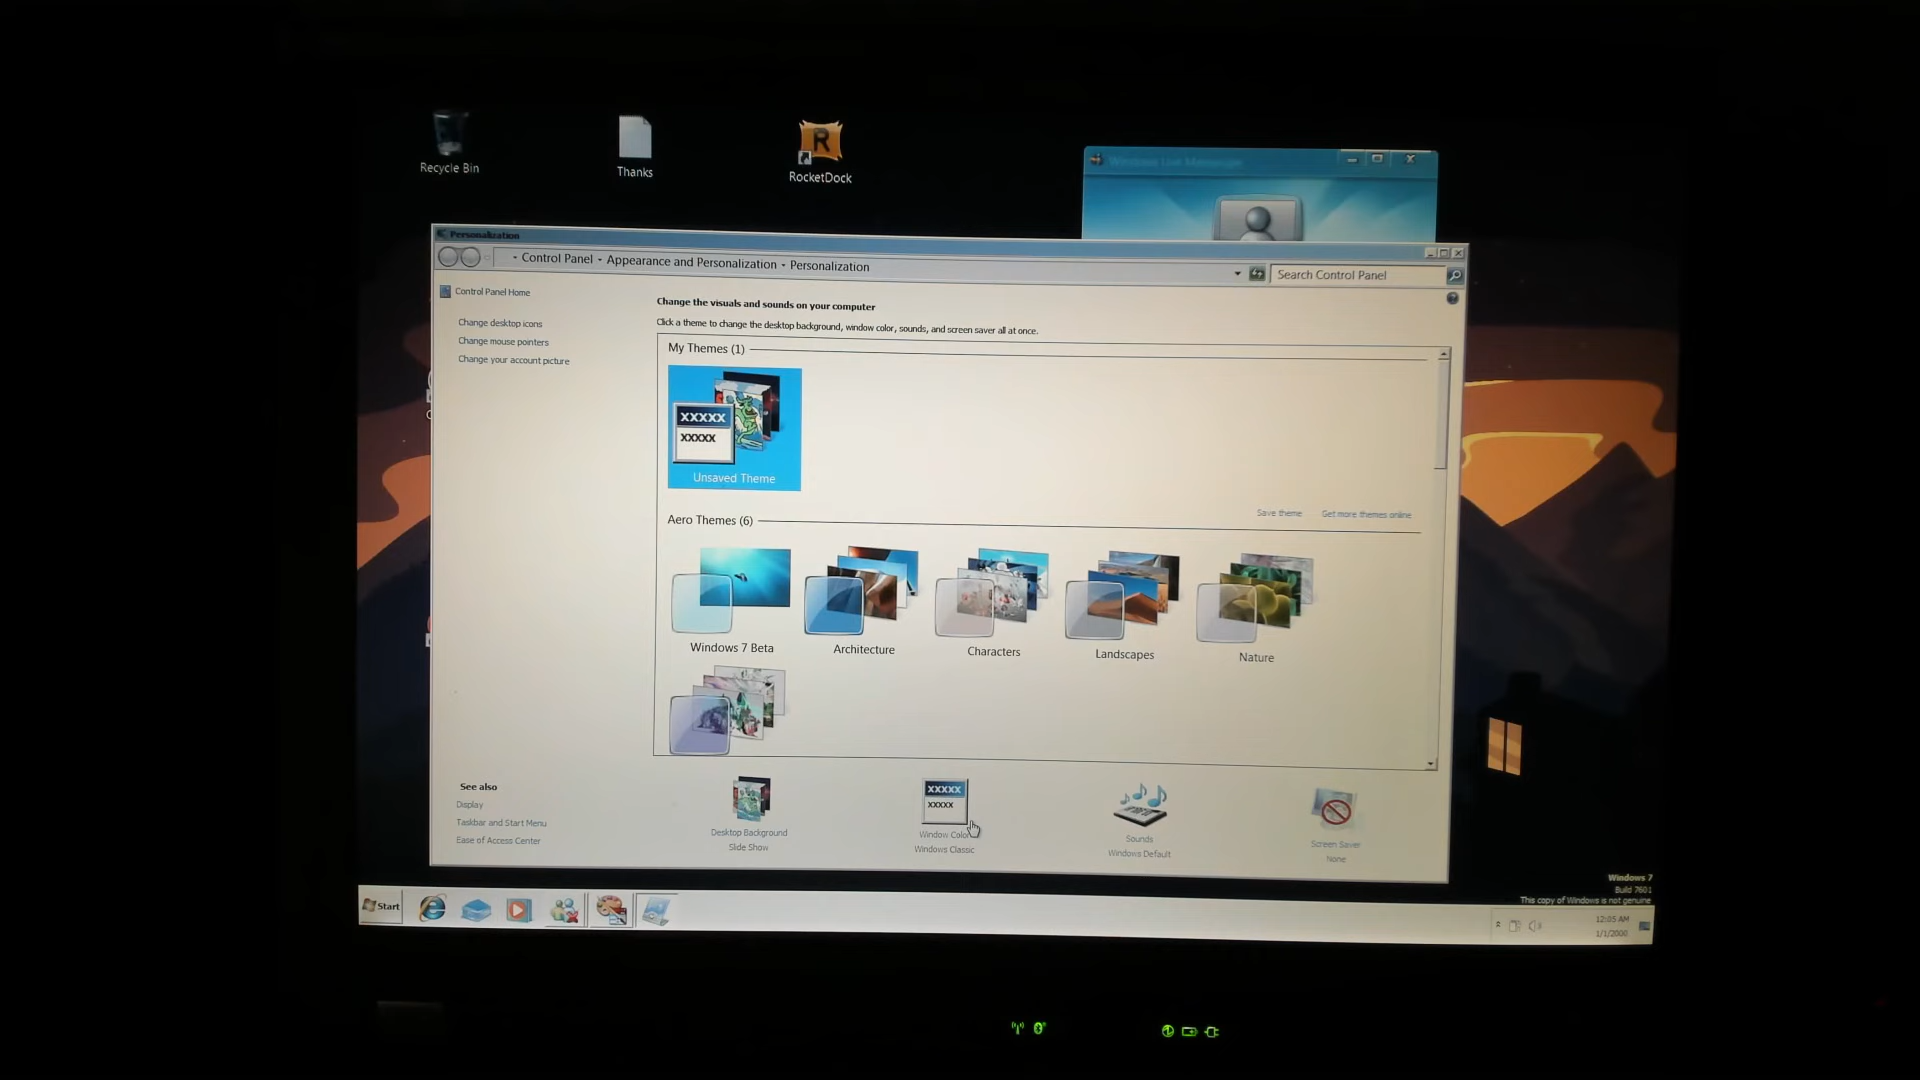 Recycle Bin
Thanks
RocketDock
R
Windows Live Messenger
Personalization
Control Panel - Appearance and Personalization - Personalization
Search Control Panel
Control Panel Home
Change desktop icons
Change mouse pointers
Change your account picture
Change the visuals and sounds on your computer
Click a theme to change the desktop background, window color, sounds, and screen saver all at once.
My Themes (1)
XXXXX
XXXXX
Unsaved Theme
Save theme
Get more themes online
Aero Themes (6)
Windows 7 Beta
Architecture
Characters
Landscapes
Nature
See also
Display
Taskbar and Start Menu
Ease of Access Center
Desktop Background
Slide Show
XXXXX
XXXXX
Window Color
Windows Classic
Sounds
Windows Default
Screen Saver
None
Windows 7
Build 7601
This copy of Windows is not genuine
Start
12:05 AM
1/1/2000